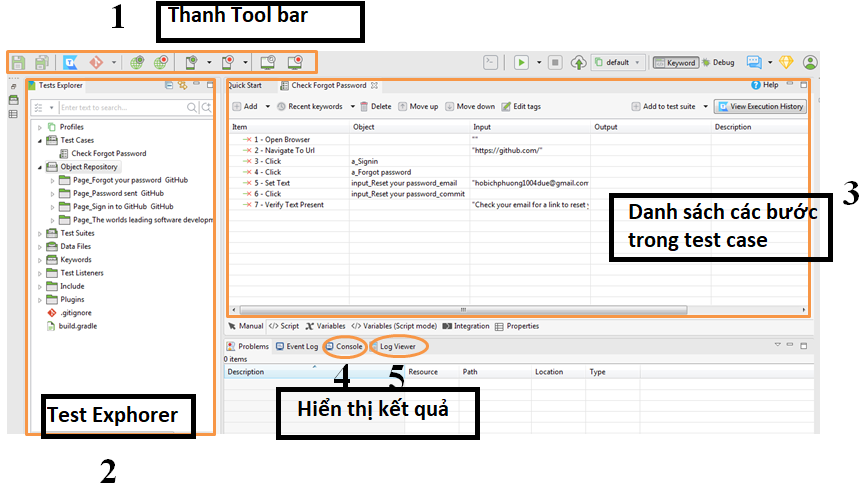 1
Thanh Tool bar
default
Keyword
Debug
Tests Explorer
Quick Start
Check Forgot Password
Help
Enter text to search...
Add
Recent keywords
Delete
Move up
Move down
Edit tags
Add to test suite
View Execution History
Item Object Input Output Description
Profiles
Test Cases
Check Forgot Password
Object Repository
Page_Forgot your password GitHub
Page_Password sent GitHub
Page_Sign in to GitHub GitHub
Page_The worlds leading software developm
Test Suites
Data Files
Keywords
Test Listeners
Include
Plugins
.gitignore
build.gradle
1 - Open Browser ""
2 - Navigate To Url "https://github.com/"
3 - Click a_Signin
4 - Click a_Forgot password
5 - Set Text input_Reset your password_email "hobichphuong1004due@gmail.com
6 - Click input_Reset your password_commit
7 - Verify Text Present "Check your email for a link to reset y
3
Danh sách các bước
trong test case
Manual
</> Script
Variables
</> Variables (Script mode)
Integration
Properties
Problems
Event Log
Console
Log Viewer
0 items
4
5
Description Resource Path Location Type
Hiển thị kết quả
Test Exphorer
2